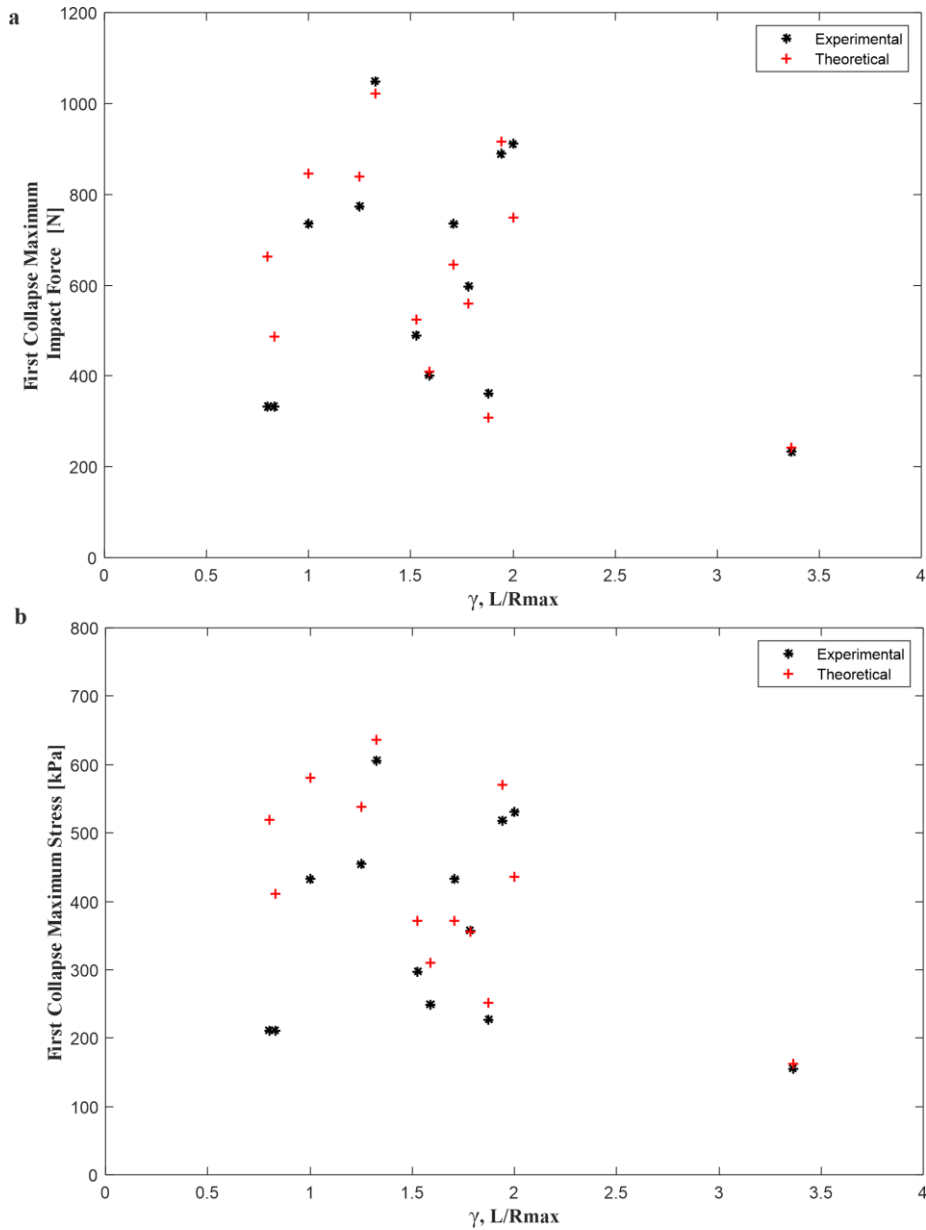 a
1200
1000
800
600
400
200
0
First Collapse Maximum
Impact Force [N]
Experimental
Theoretical
0 0.5 1 1.5 2 2.5 3 3.5 4
γ, L/Rmax
b
800
700
600
500
400
300
200
100
0
First Collapse Maximum Stress [kPa]
Experimental
Theoretical
0 0.5 1 1.5 2 2.5 3 3.5 4
γ, L/Rmax